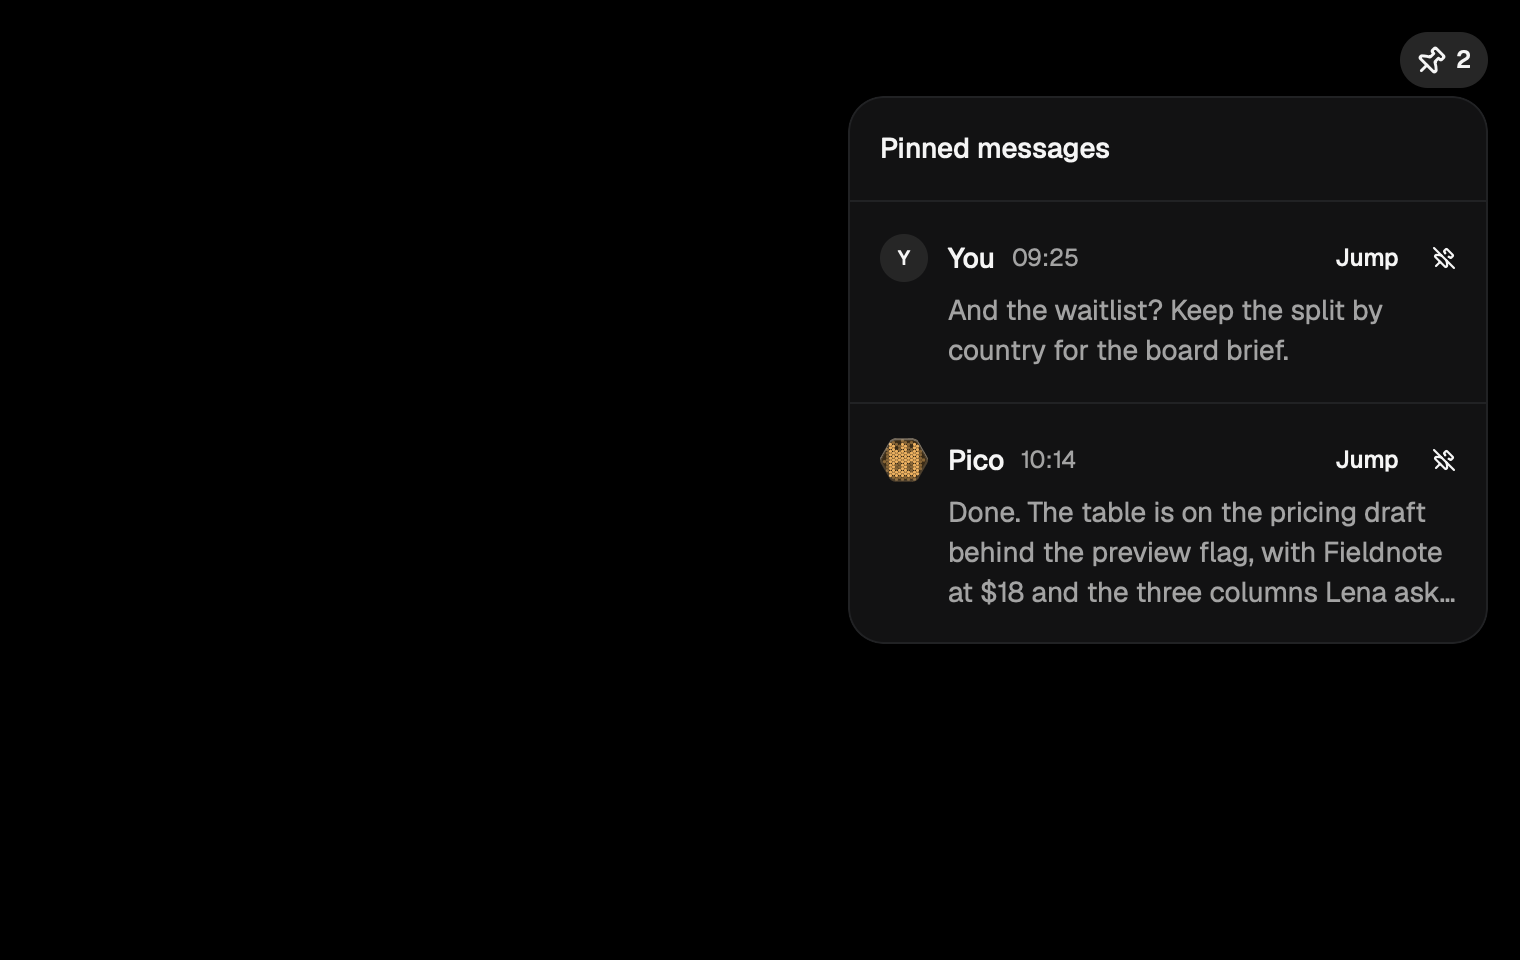 2
Pinned messages
Y You 09:25 Jump
And the waitlist? Keep the split by
country for the board brief.
Pico 10:14 Jump
Done. The table is on the pricing draft
behind the preview flag, with Fieldnote
at $18 and the three columns Lena ask…